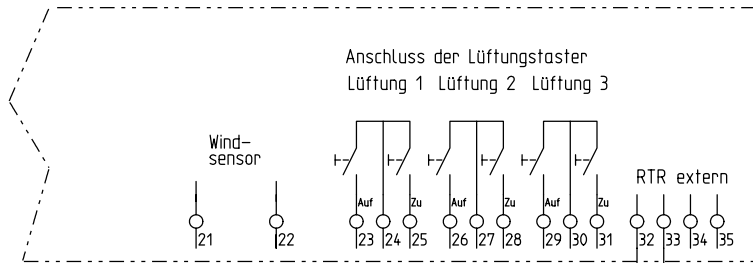 Anschluss der Lüftungstaster
Lüftung 1 Lüftung 2 Lüftung 3
Wind-
sensor
RTR extern
Auf Zu Auf Zu Auf Zu
21 22 23 24 25 26 27 28 29 30 31 32 33 34 35